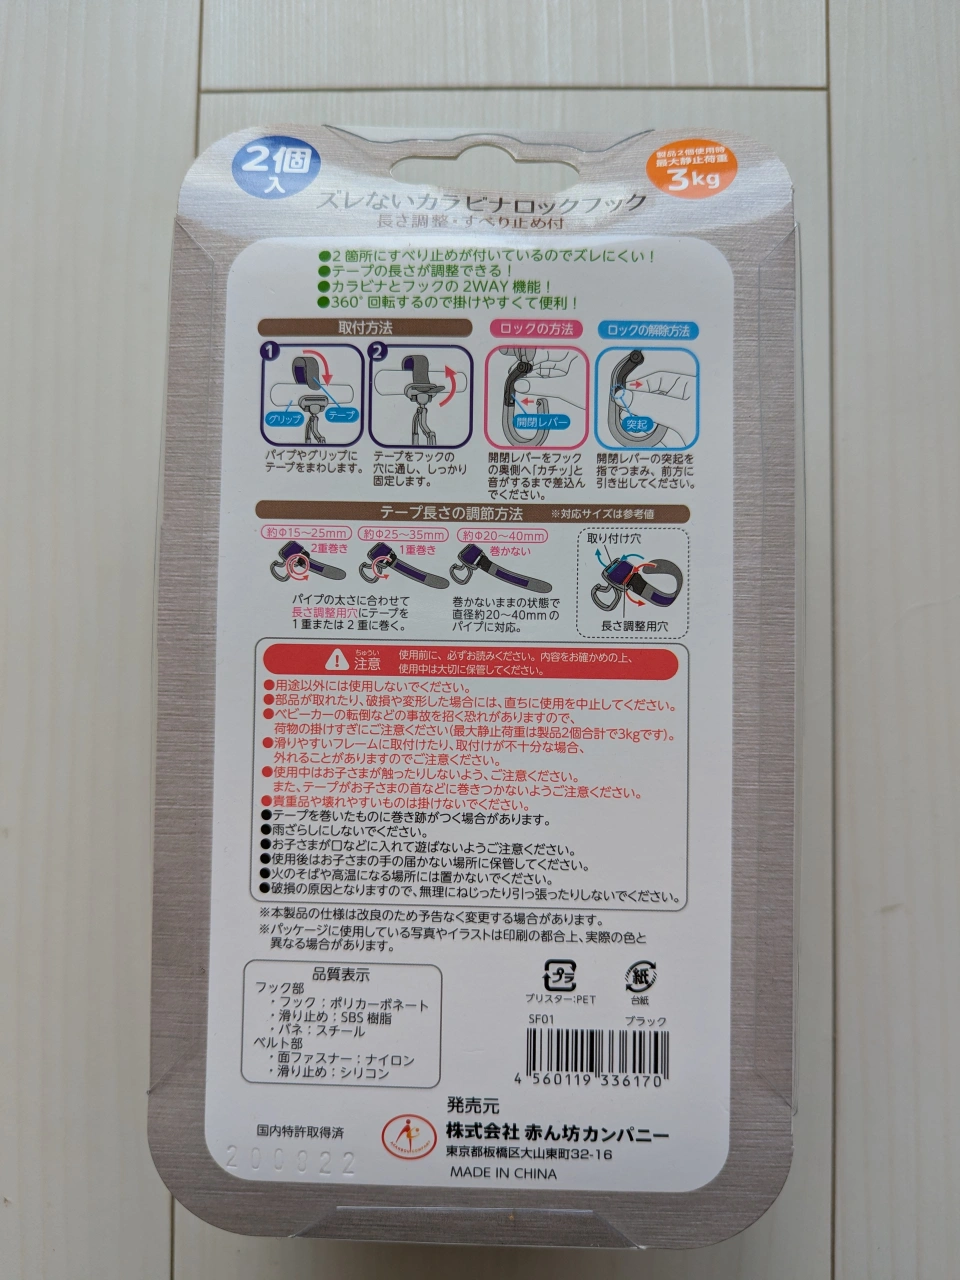 2個
入
製品2個使用時
最大静止荷重
3kg
ズレないカラビナロックフック
長さ調整・すべり止め付
●2箇所にすべり止めが付いているのでズレにくい！
●テープの長さが調整できる！
●カラビナとフックの2WAY機能！
●360°回転するので掛けやすくて便利！
取付方法
ロックの方法
ロックの解除方法
1
グリップ
テープ
2
開閉レバー
突起
パイプやグリップに
テープをまわします。
テープをフックの
穴に通し、しっかり
固定します。
開閉レバーをフック
の奥側へ「カチッ」と
音がするまで差込ん
でください。
開閉レバーの突起を
指でつまみ、前方に
引き出してください。
テープ長さの調節方法 ※対応サイズは参考値
約Φ15～25mm
2重巻き
約Φ25～35mm
1重巻き
約Φ20～40mm
巻かない
取り付け穴
長さ調整用穴
パイプの太さに合わせて
長さ調整用穴にテープを
1重または2重に巻く。
巻かないままの状態で
直径約20～40mmの
パイプに対応。
ちゅうい
注意
使用前に、必ずお読みください。内容をお確かめの上、
使用中は大切に保管してください。
●用途以外には使用しないでください。
●部品が取れたり、破損や変形した場合には、直ちに使用を中止してください。
●ベビーカーの転倒などの事故を招く恐れがありますので、
荷物の掛けすぎにご注意ください(最大静止荷重は製品2個合計で3kgです)。
●滑りやすいフレームに取付けたり、取付けが不十分な場合、
外れることがありますのでご注意ください。
●使用中はお子さまが触ったりしないよう、ご注意ください。
また、テープがお子さまの首などに巻きつかないようご注意ください。
●貴重品や壊れやすいものは掛けないでください。
●テープを巻いたものに巻き跡がつく場合があります。
●雨ざらしにしないでください。
●お子さまが口などに入れて遊ばないようご注意ください。
●使用後はお子さまの手の届かない場所に保管してください。
●火のそばや高温になる場所には置かないでください。
●破損の原因となりますので、無理にねじったり引っ張ったりしないでください。
※本製品の仕様は改良のため予告なく変更する場合があります。
※パッケージに使用している写真やイラストは印刷の都合上、実際の色と
異なる場合があります。
品質表示
フック部
・フック：ポリカーボネート
・滑り止め：SBS樹脂
・バネ：スチール
ベルト部
・面ファスナー：ナイロン
・滑り止め：シリコン
プラ
ブリスター：PET
紙
台紙
SF01 ブラック
4 560119 336170
発売元
国内特許取得済
株式会社 赤ん坊カンパニー
東京都板橋区大山東町32-16
MADE IN CHINA
200022